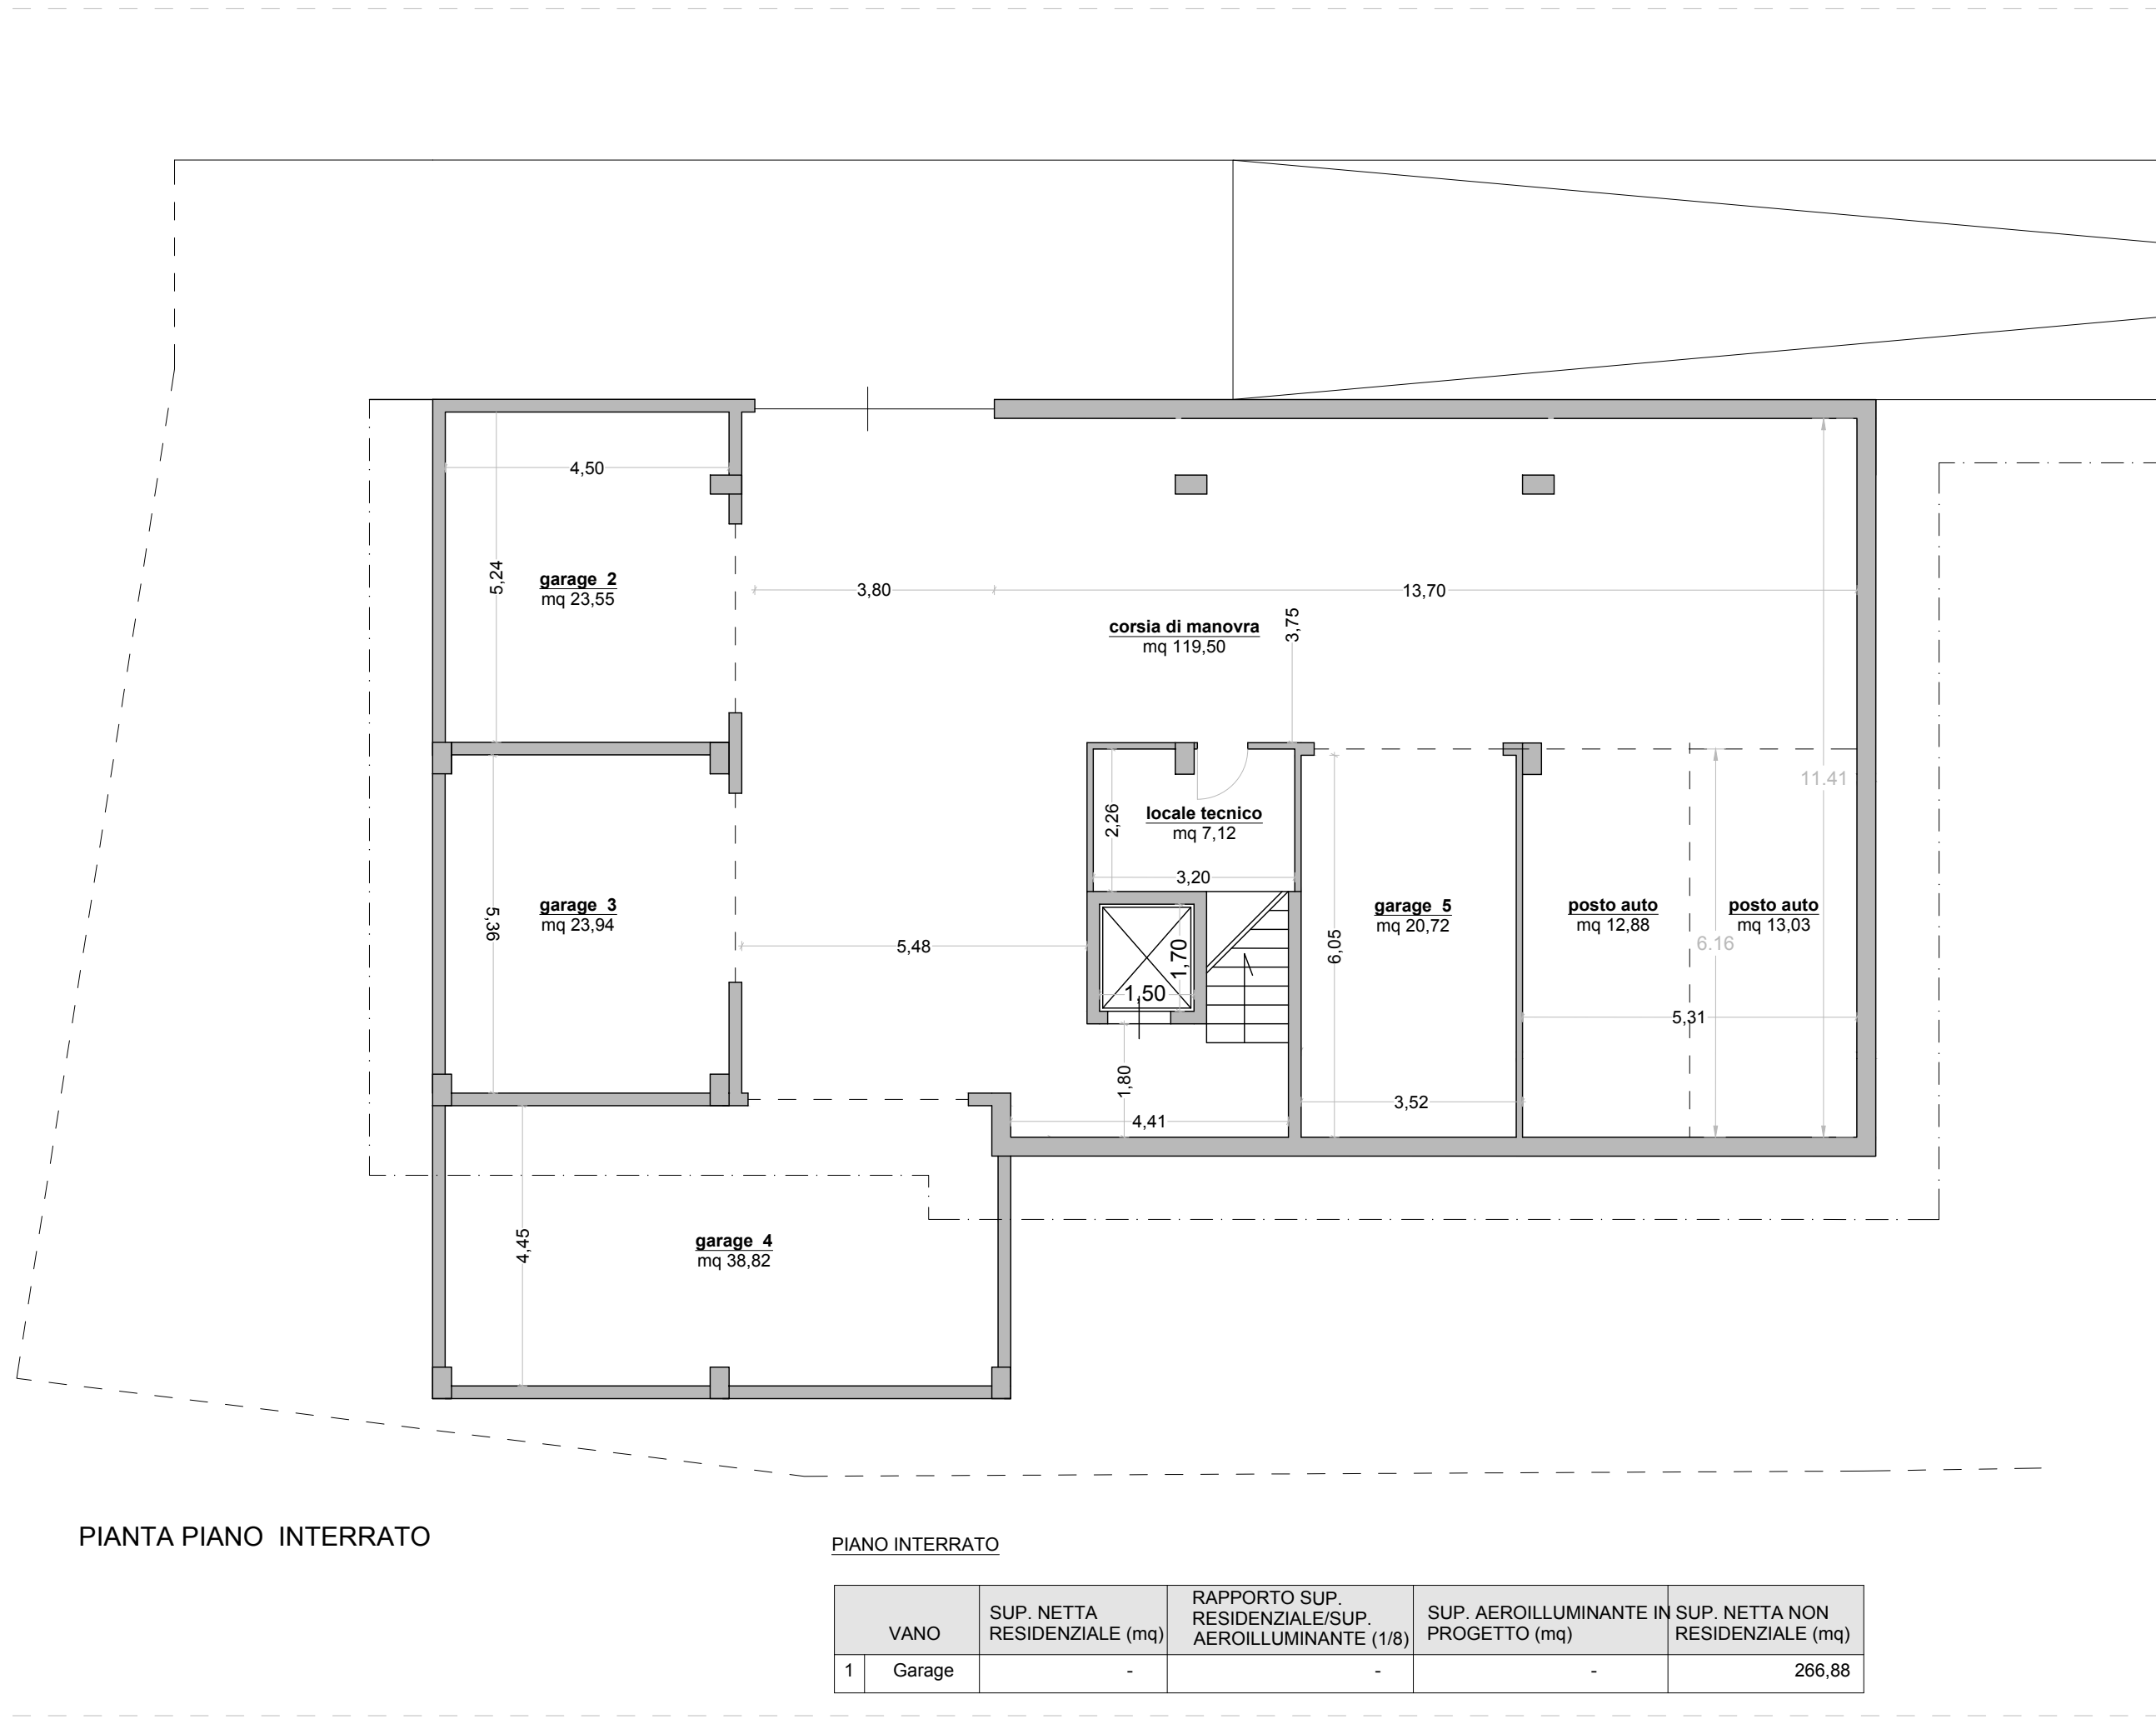 4,50
5,24
garage 2
mq 23,55
3,80
13,70
corsia di manovra
mq 119,50
3,75
11.41
2,26
locale tecnico
mq 7,12
3,20
5,36
garage 3
mq 23,94
5,48
1,70
1,50
6,05
garage 5
mq 20,72
posto auto
mq 12,88
6.16
posto auto
mq 13,03
5,31
1,80
4,41
3,52
4,45
garage 4
mq 38,82
PIANTA PIANO INTERRATO
PIANO INTERRATO
VANO
SUP. NETTA
RESIDENZIALE (mq)
RAPPORTO SUP.
RESIDENZIALE/SUP.
AEROILLUMINANTE (1/8)
SUP. AEROILLUMINANTE IN
PROGETTO (mq)
SUP. NETTA NON
RESIDENZIALE (mq)
1 Garage - - - 266,88